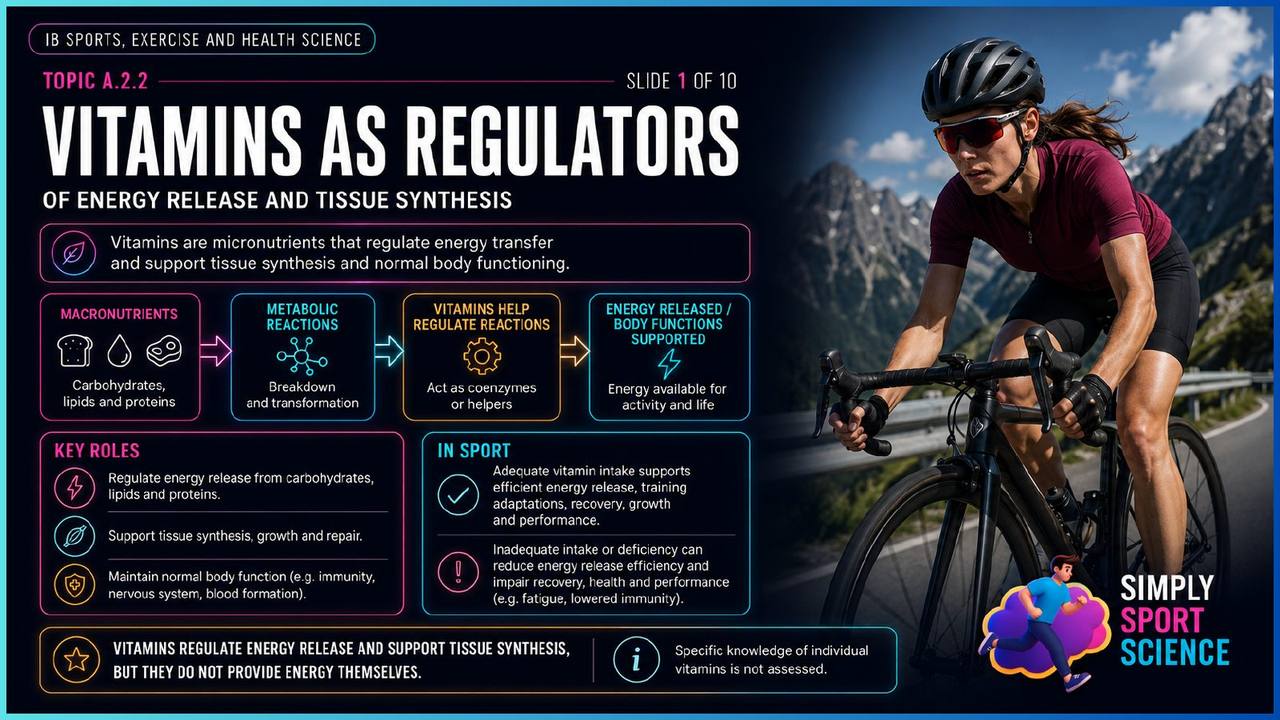 IB SPORTS, EXERCISE AND HEALTH SCIENCE
TOPIC A.2.2
SLIDE 1 OF 10
VITAMINS AS REGULATORS
OF ENERGY RELEASE AND TISSUE SYNTHESIS
Vitamins are micronutrients that regulate energy transfer
and support tissue synthesis and normal body functioning.
MACRONUTRIENTS
Carbohydrates,
lipids and proteins
METABOLIC
REACTIONS
Breakdown
and transformation
VITAMINS HELP
REGULATE REACTIONS
Act as coenzymes
or helpers
ENERGY RELEASED /
BODY FUNCTIONS
SUPPORTED
Energy available for
activity and life
KEY ROLES
Regulate energy release from carbohydrates,
lipids and proteins.
Support tissue synthesis, growth and repair.
Maintain normal body function (e.g. immunity,
nervous system, blood formation).
IN SPORT
Adequate vitamin intake supports
efficient energy release, training
adaptations, recovery, growth
and performance.
Inadequate intake or deficiency can
reduce energy release efficiency and
impair recovery, health and performance
(e.g. fatigue, lowered immunity).
VITAMINS REGULATE ENERGY RELEASE AND SUPPORT TISSUE SYNTHESIS,
BUT THEY DO NOT PROVIDE ENERGY THEMSELVES.
Specific knowledge of individual
vitamins is not assessed.
SIMPLY
SPORT
SCIENCE